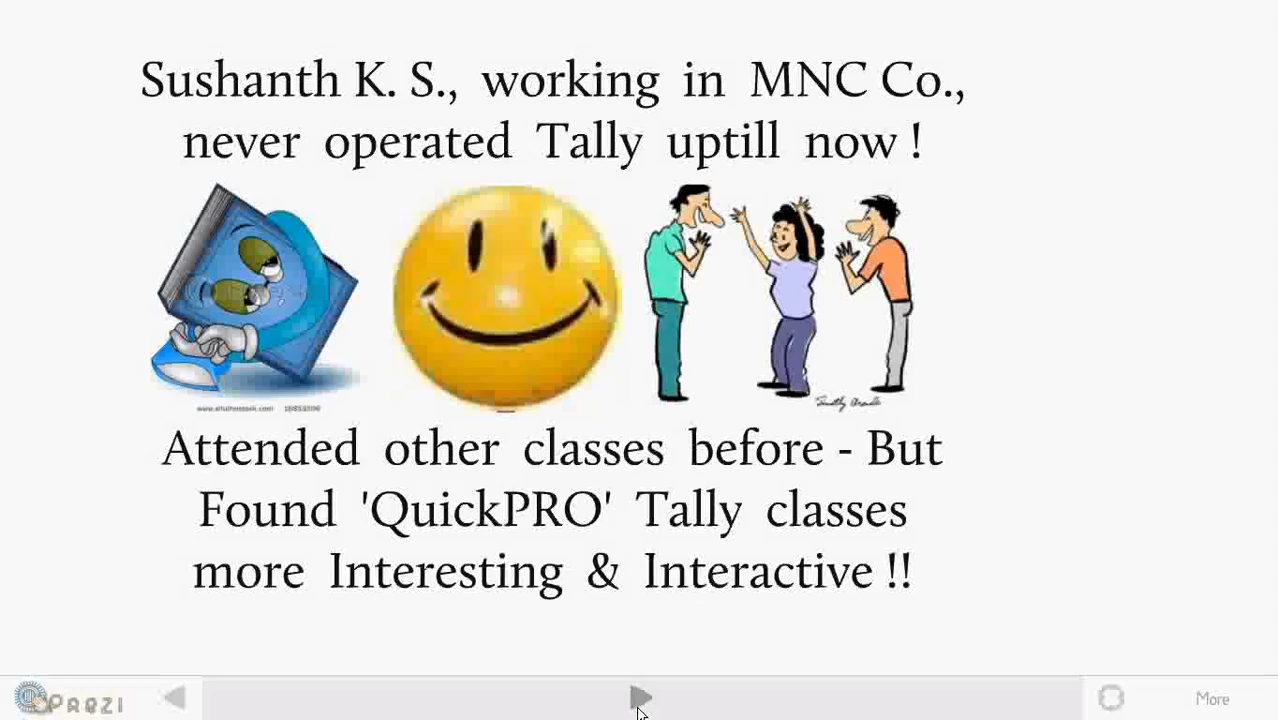 Sushanth K. S., working in MNC Co.,
never operated Tally uptill now !
Attended other classes before - But
Found 'QuickPRO' Tally classes
more Interesting & Interactive !!
Prezi
More